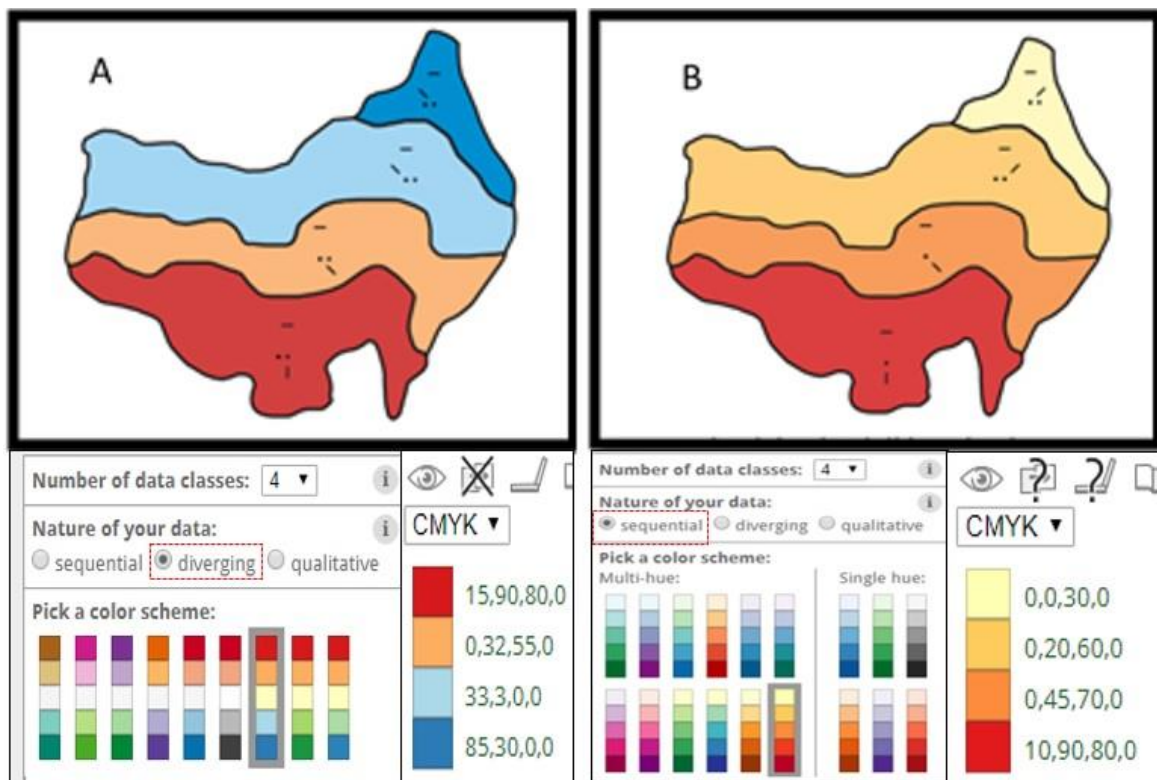 A
B
Number of data classes: 4
Nature of your data:
sequential diverging qualitative
Pick a color scheme:
CMYK
15,90,80,0
0,32,55,0
33,3,0,0
85,30,0,0
Number of data classes: 4
Nature of your data:
sequential diverging qualitative
Pick a color scheme:
Multi-hue: Single hue:
? ?
CMYK
0,0,30,0
0,20,60,0
0,45,70,0
10,90,80,0